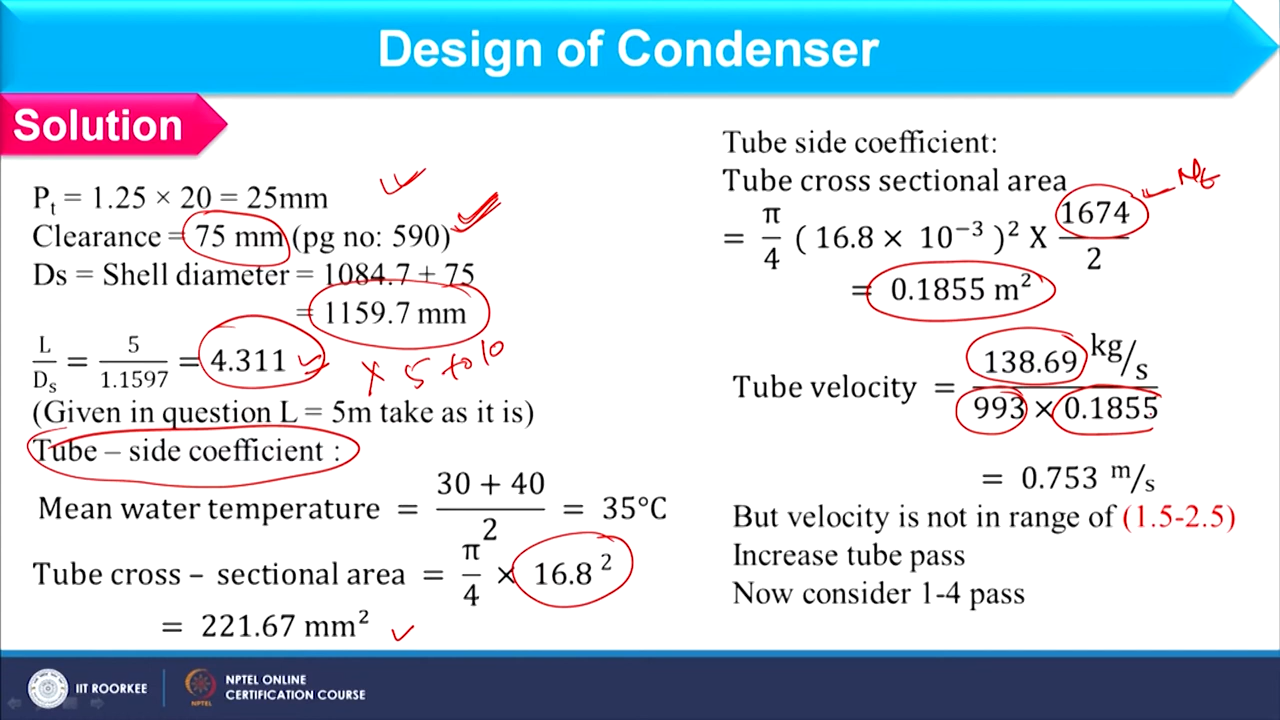 Design of Condenser
Solution
Pt = 1.25 × 20 = 25mm
Clearance = 75 mm (pg no: 590)
Ds = Shell diameter = 1084.7 + 75
= 1159.7 mm
L/Ds = 5/1.1597 = 4.311
× 5 to 10
(Given in question L = 5m take as it is)
Tube – side coefficient :
Mean water temperature = (30 + 40)/2 = 35°C
Tube cross – sectional area = π/4 × 16.8²
= 221.67 mm²
Tube side coefficient:
Tube cross sectional area
Nt
= π/4 ( 16.8 × 10⁻³ )² X 1674/2
= 0.1855 m²
Tube velocity = 138.69 kg/s / 993 × 0.1855
= 0.753 m/s
But velocity is not in range of (1.5-2.5)
Increase tube pass
Now consider 1-4 pass
IIT ROORKEE
NPTEL
NPTEL ONLINE
CERTIFICATION COURSE